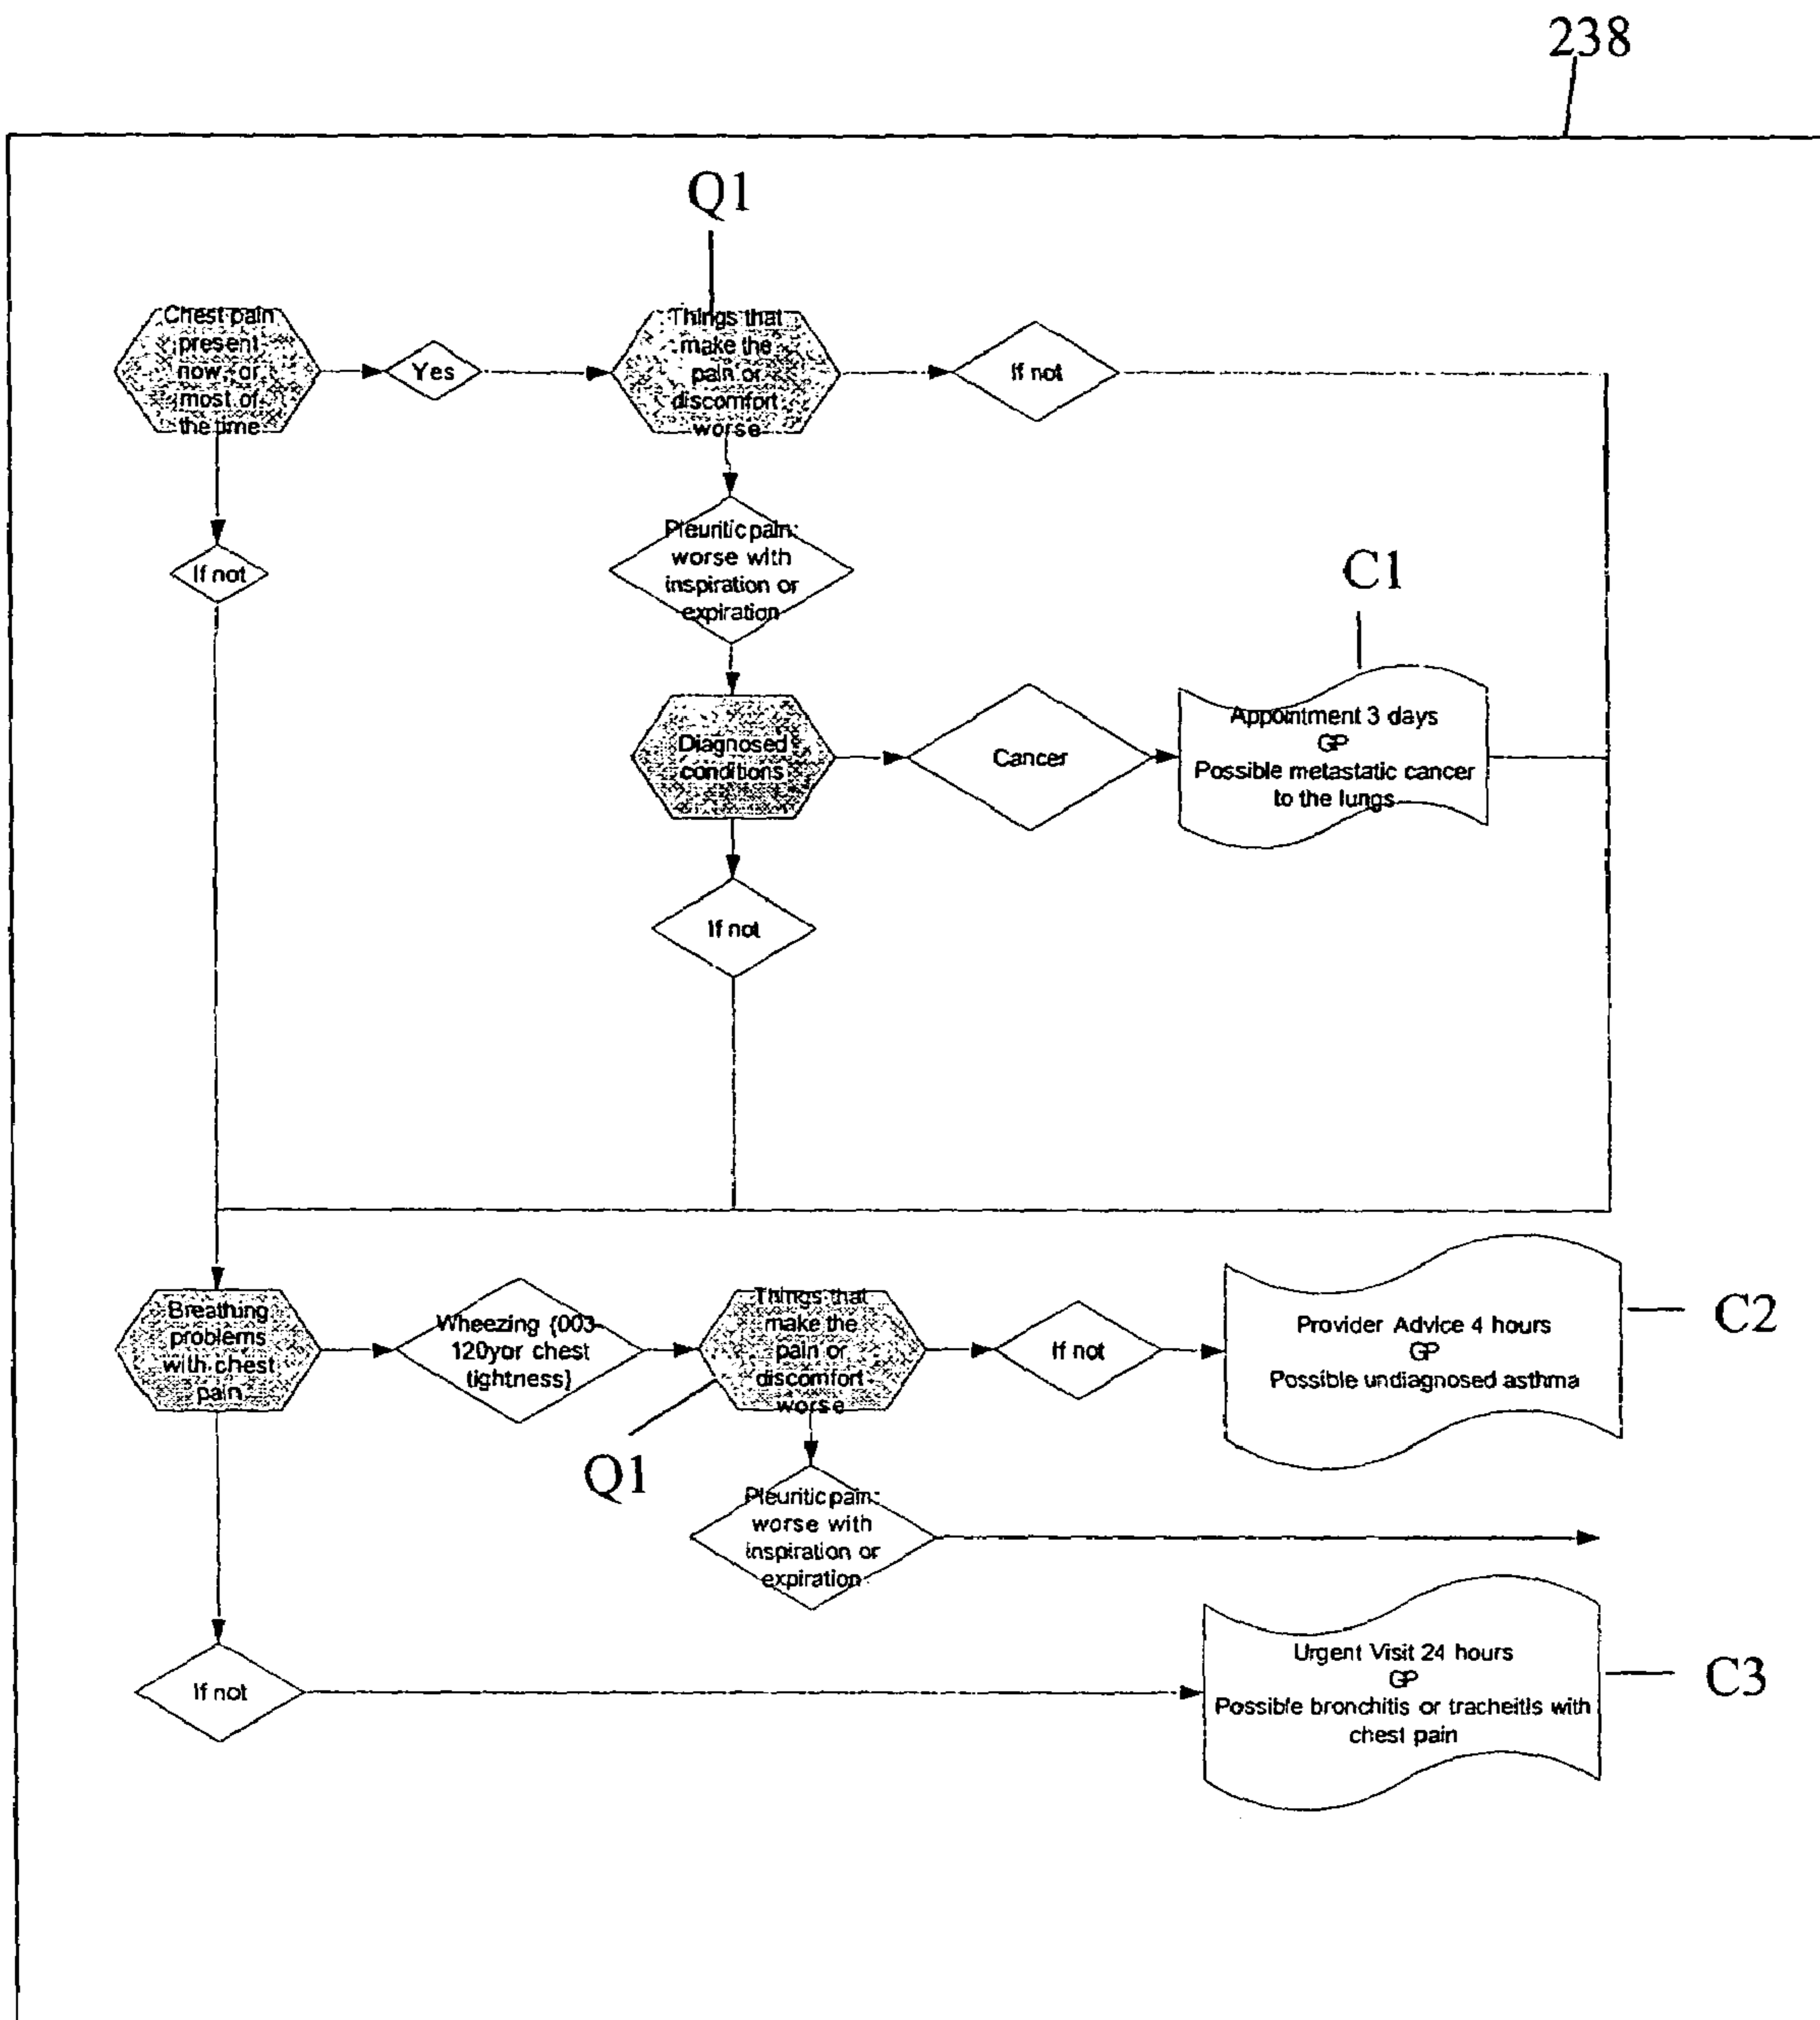 238
Q1
Chest pain
present
now, or
most of
the time
Yes
Things that
make the
pain or
discomfort
worse
If not
If not
Pleuritic pain:
worse with
inspiration or
expiration
C1
Diagnosed
conditions
Cancer
Appointment 3 days
GP
Possible metastatic cancer
to the lungs
If not
Breathing
problems
with chest
pain
Wheezing {003-
120yor chest
tightness}
Things that
make the
pain or
discomfort
worse
If not
Provider Advice 4 hours
GP
Possible undiagnosed asthma
C2
Q1
Pleuritic pain:
worse with
inspiration or
expiration
If not
Urgent Visit 24 hours
GP
Possible bronchitis or tracheitis with
chest pain
C3